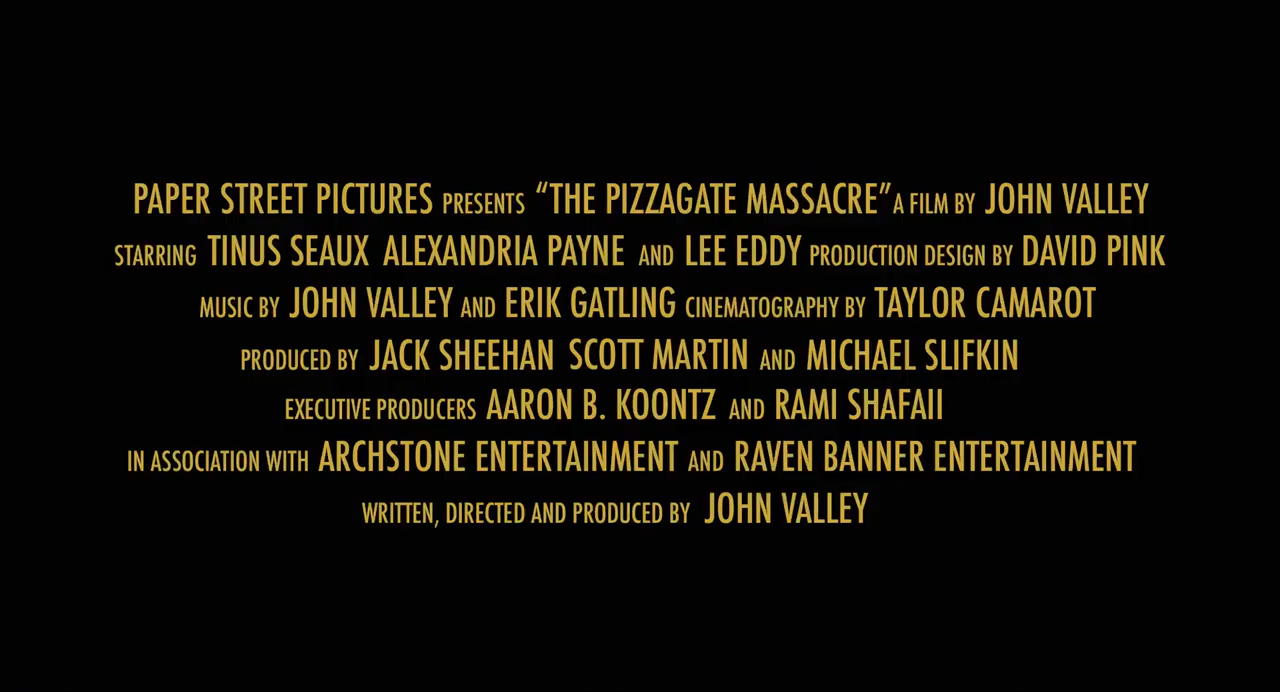 PAPER STREET PICTURES PRESENTS “THE PIZZAGATE MASSACRE” A FILM BY JOHN VALLEY
STARRING TINUS SEAUX ALEXANDRIA PAYNE AND LEE EDDY PRODUCTION DESIGN BY DAVID PINK
MUSIC BY JOHN VALLEY AND ERIK GATLING CINEMATOGRAPHY BY TAYLOR CAMAROT
PRODUCED BY JACK SHEEHAN SCOTT MARTIN AND MICHAEL SLIFKIN
EXECUTIVE PRODUCERS AARON B. KOONTZ AND RAMI SHAFAII
IN ASSOCIATION WITH ARCHSTONE ENTERTAINMENT AND RAVEN BANNER ENTERTAINMENT
WRITTEN, DIRECTED AND PRODUCED BY JOHN VALLEY